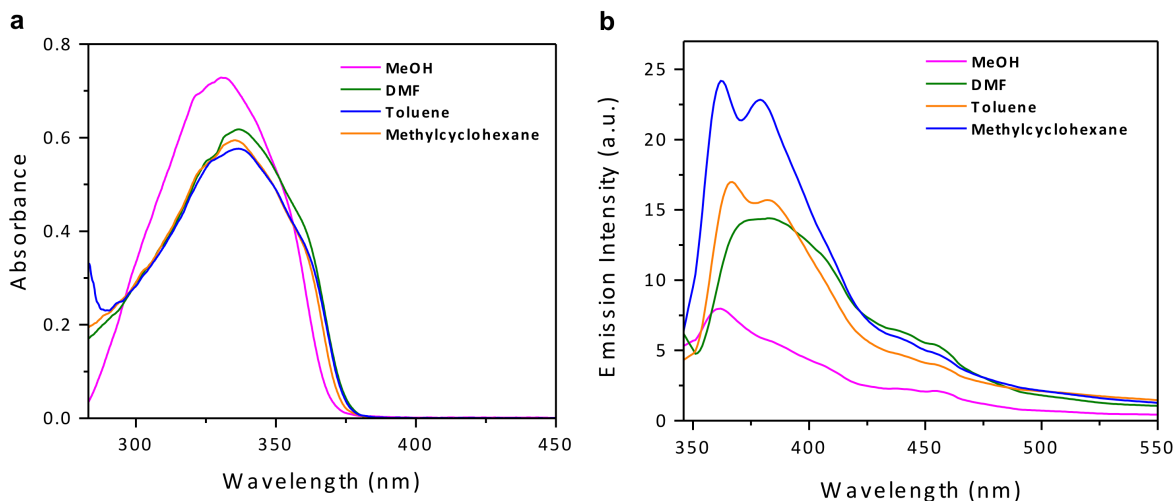 a
0.8
0.6
0.4
0.2
0.0
Absorbance
300
350
400
450
Wavelength (nm)
MeOH
DMF
Toluene
Methylcyclohexane
b
25
20
15
10
5
0
Emission Intensity (a.u.)
350
400
450
500
550
Wavelength (nm)
MeOH
DMF
Toluene
Methylcyclohexane